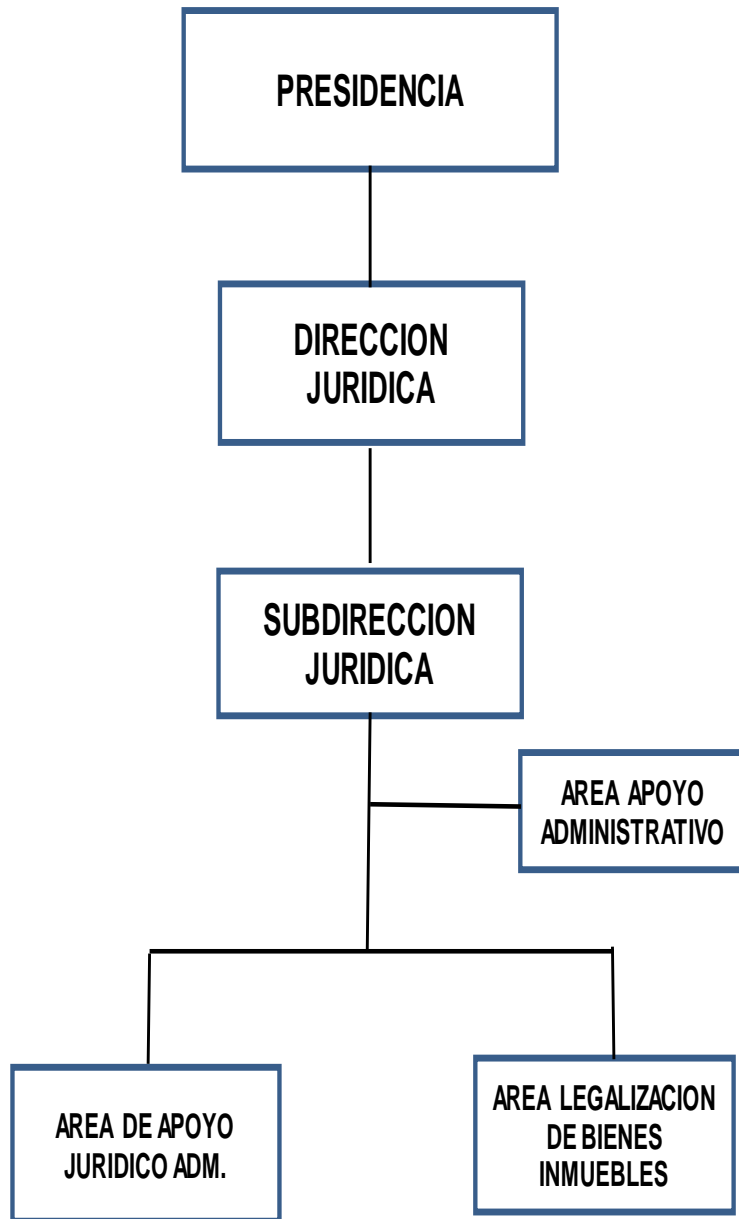 PRESIDENCIA
DIRECCION
JURIDICA
SUBDIRECCION
JURIDICA
AREA APOYO
ADMINISTRATIVO
AREA DE APOYO
JURIDICO ADM.
AREA LEGALIZACION
DE BIENES
INMUEBLES